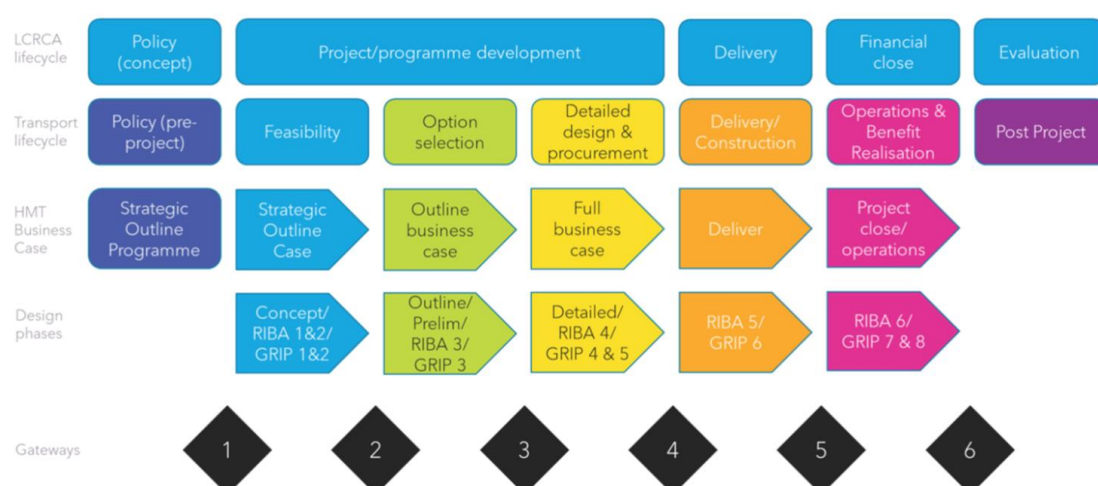 LCRCA
lifecycle
Policy
(concept)
Project/programme development
Delivery
Financial
close
Evaluation
Transport
lifecycle
Policy (pre-
project)
Feasibility
Option
selection
Detailed
design &
procurement
Delivery/
Construction
Operations &
Benefit
Realisation
Post Project
HMT
Business
Case
Strategic
Outline
Programme
Strategic
Outline
Case
Outline
business
case
Full
business
case
Deliver
Project
close/
operations
Design
phases
Concept/
RIBA 1&2/
GRIP 1&2
Outline/
Prelim/
RIBA 3/
GRIP 3
Detailed/
RIBA 4/
GRIP 4 & 5
RIBA 5/
GRIP 6
RIBA 6/
GRIP 7 & 8
Gateways
1
2
3
4
5
6